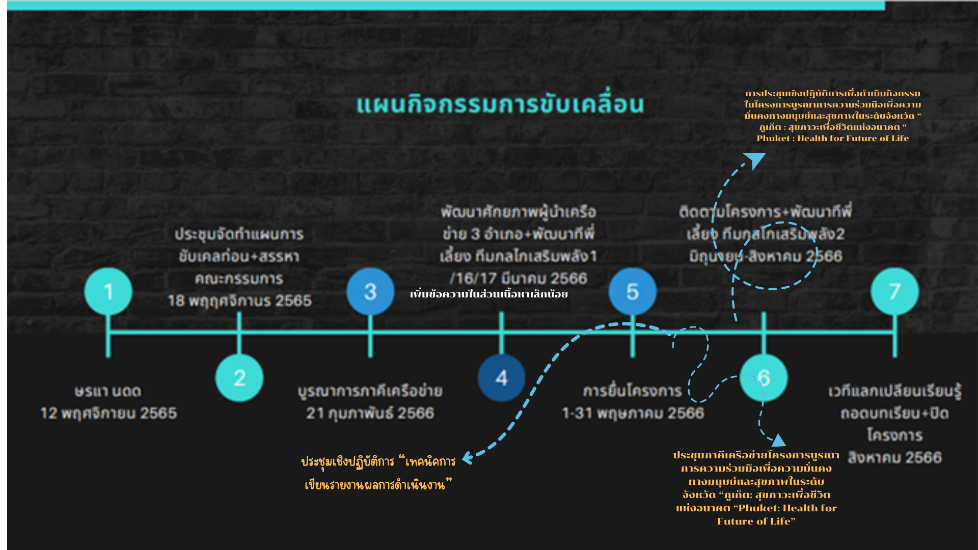 แผนกิจกรรมการขับเคลื่อน
การประชุมเชิงปฏิบัติการเพื่อดำเนินกิจกรรม
ในโครงการบูรณาการความร่วมมือเพื่อความ
มั่นคงทางมนุษย์และสุขภาพในระดับจังหวัด “
ภูเก็ต : สุขภาวะเพื่อชีวิตแห่งอนาคต “
Phuket : Health for Future of Life
ประชุมจัดทำแผนการ
ขับเคลท่อน+สรรหา
คณะกรรมการ
18 พฤฤศจิกานร 2565
พัฒนาศักยภาพผู้นำเครือ
ข่าย 3 อำเภอ+พัฒนาทีพี่
เลี้ยง ทีมกลไกเสริมพลัง1
/16/17 มีนาคม 2566
ติดตามโครงการ+พัฒนาทีพี่
เลี้ยง ทีมกลไกเสริมพลัง2
มิถุนายน-สิงหาคม 2566
เพิ่มข้อความในส่วนเนื้อหาเล็กน้อย
1
2
3
4
5
6
7
12 พฤศจิกายน 2565
บูรณาการภาคีเครือข่าย
21 กุมภาพันธ์ 2566
การยื่นโครงการ
1-31 พฤษภาคม 2566
เวทีแลกเปลี่ยนเรียนรู้
ถอดบทเรียน+ปิด
โครงการ
สิงหาคม 2566
ประชุมเชิงปฏิบัติการ “เทคนิคการ
เขียนรายงานผลการดำเนินงาน”
ประชุมภาคีเครือข่ายโครงการบูรณา
การความร่วมมือเพื่อความมั่นคง
ทางมนุษย์และสุขภาพในระดับ
จังหวัด “ภูเก็ต: สุขภาวะเพื่อชีวิต
แห่งอนาคต “Phuket: Health for
Future of Life”